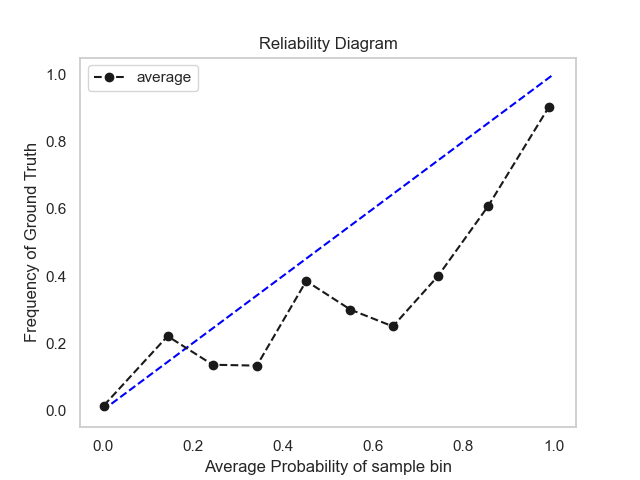 Reliability Diagram
average
Frequency of Ground Truth
1.0
0.8
0.6
0.4
0.2
0.0
0.0 0.2 0.4 0.6 0.8 1.0
Average Probability of sample bin